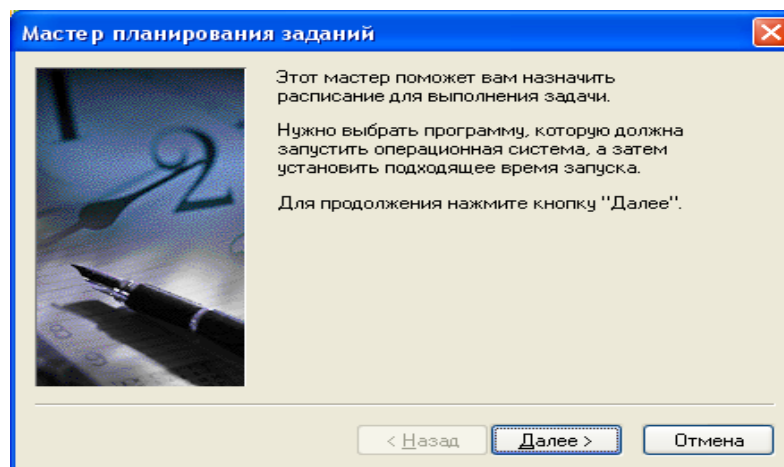 Мастер планирования заданий
Этот мастер поможет вам назначить
расписание для выполнения задачи.
Нужно выбрать программу, которую должна
запустить операционная система, а затем
установить подходящее время запуска.
Для продолжения нажмите кнопку "Далее".
< Назад
Далее >
Отмена